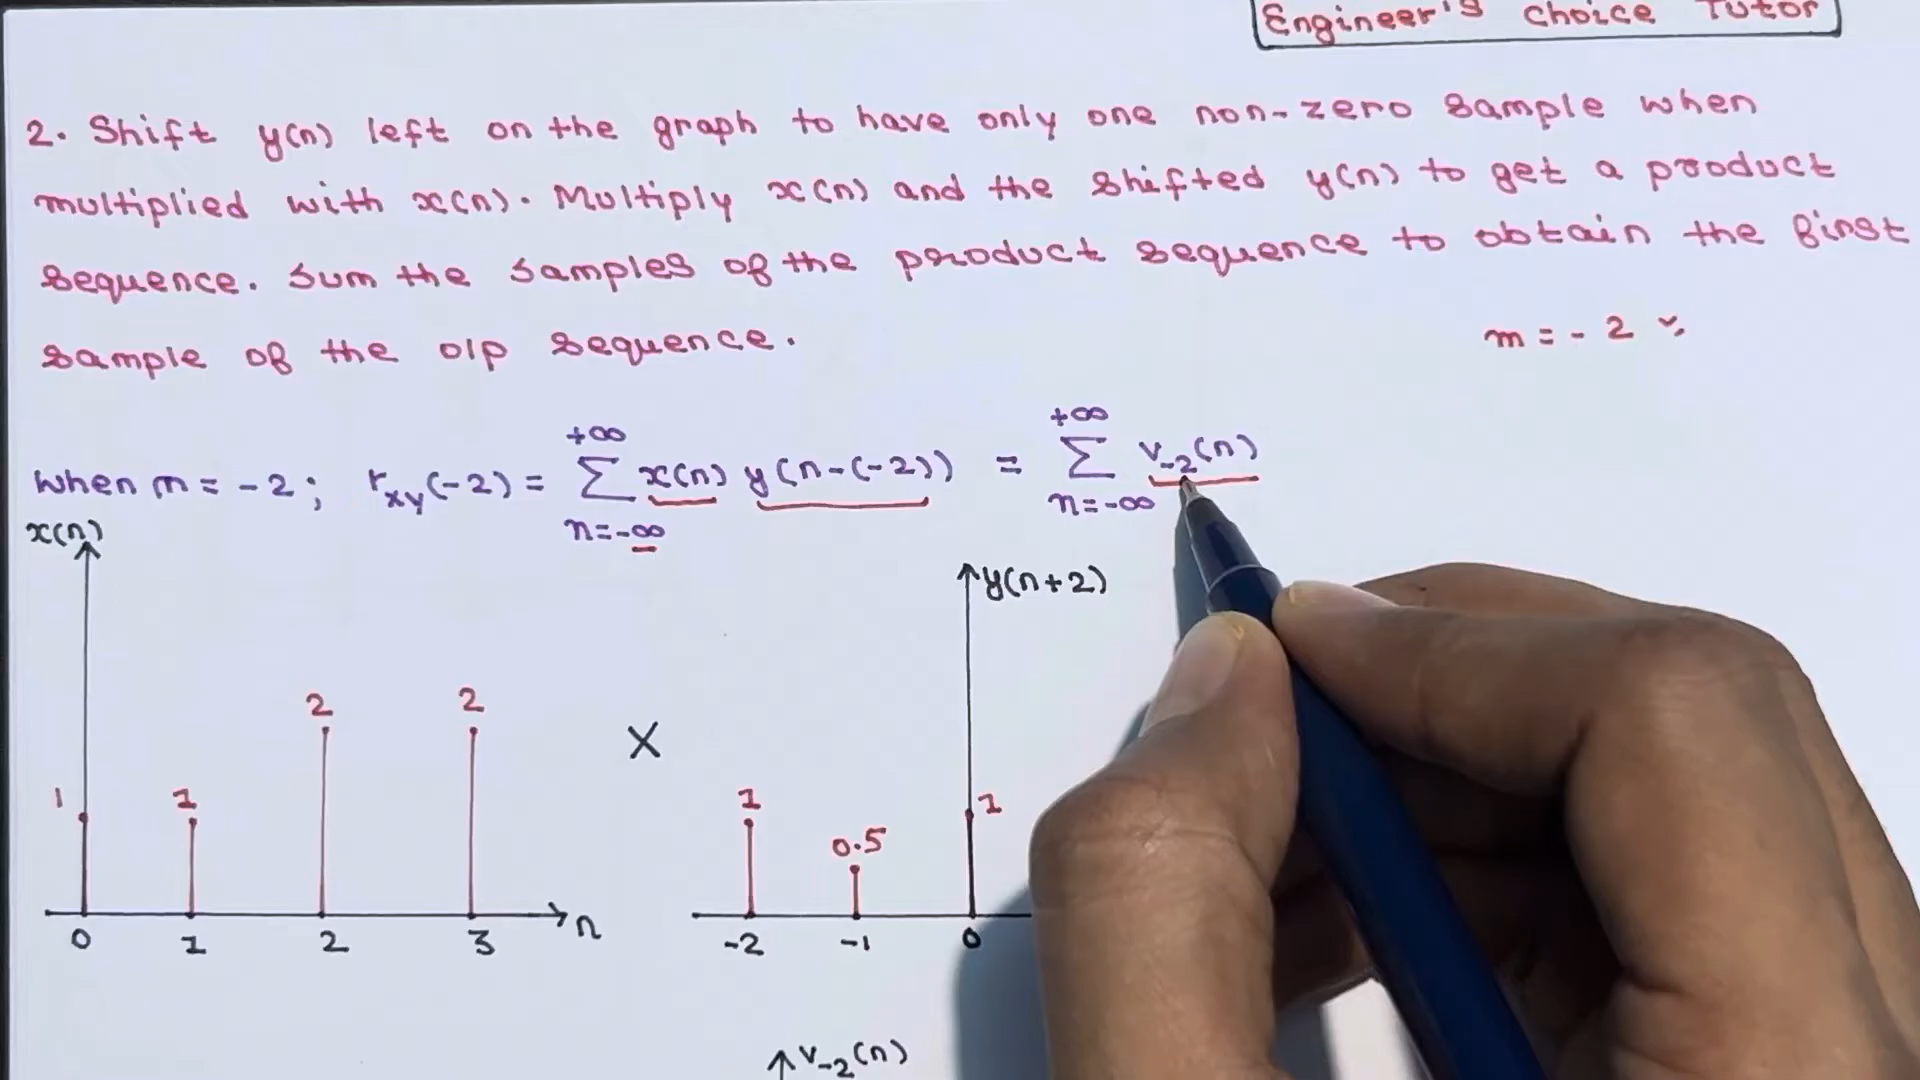 Engineer's Choice Tutor
2. Shift y(n) left on the graph to have only one non-zero sample when
multiplied with x(n). Multiply x(n) and the shifted y(n) to get a product
sequence. Sum the samples of the product sequence to obtain the first
sample of the o/p sequence.
m = - 2
when m = -2; rxy(-2) = +∞ Σ n=-∞ x(n) y(n-(-2)) = +∞ Σ n=-∞ v-2(n)
x(n)
y(n+2)
2 2
X
1 1 1 0.5 1
0 1 2 3 n -2 -1 0
v-2(n)